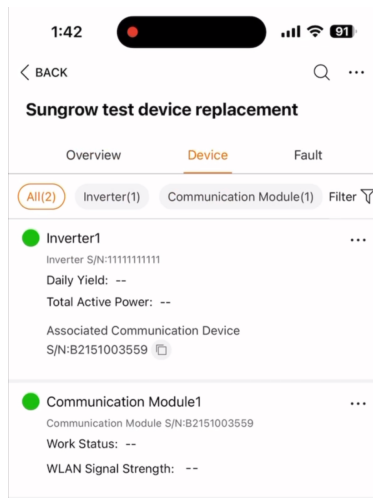 1:42
91
BACK
Sungrow test device replacement
Overview Device Fault
All(2) Inverter(1) Communication Module(1) Filter
Inverter1
Inverter S/N:11111111111
Daily Yield: --
Total Active Power: --
Associated Communication Device
S/N:B2151003559
Communication Module1
Communication Module S/N:B2151003559
Work Status: --
WLAN Signal Strength: --